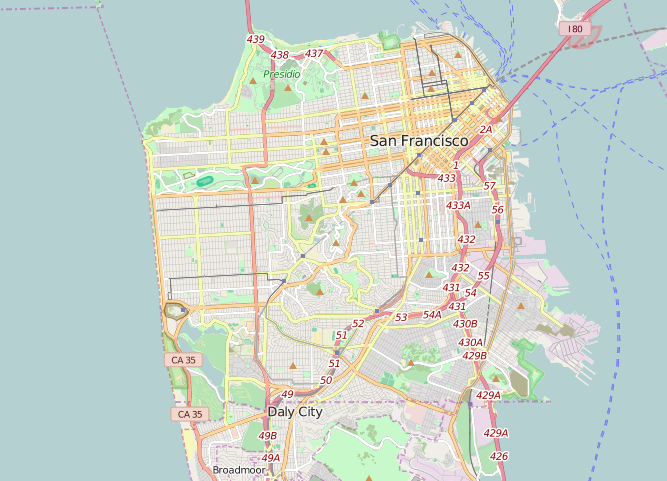 I 80
439
438
437
Presidio
2A
San Francisco
1
433
57
433A
56
432
432
55
431
54
431
54A
53
52
430B
51
430A
429B
51
CA 35
50
49
429A
Daly City
CA 35
49B
429A
49A
426
Broadmoor